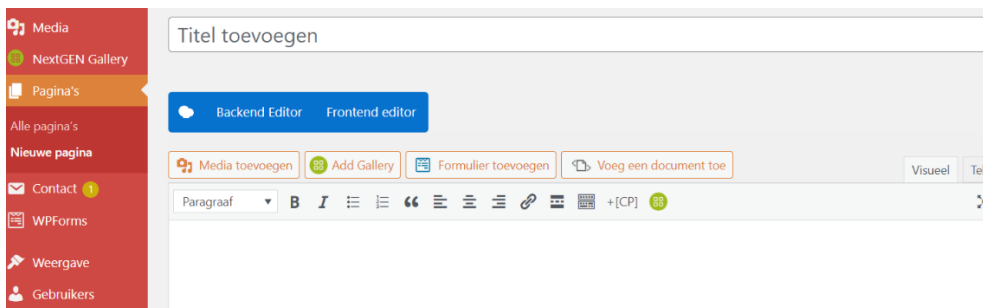 Media
NextGEN Gallery
Pagina's
Alle pagina's
Nieuwe pagina
Contact 1
WPForms
Weergave
Gebruikers
Titel toevoegen
Backend Editor Frontend editor
Media toevoegen Add Gallery Formulier toevoegen Voeg een document toe
Visueel Te
Paragraaf B I +[CP]